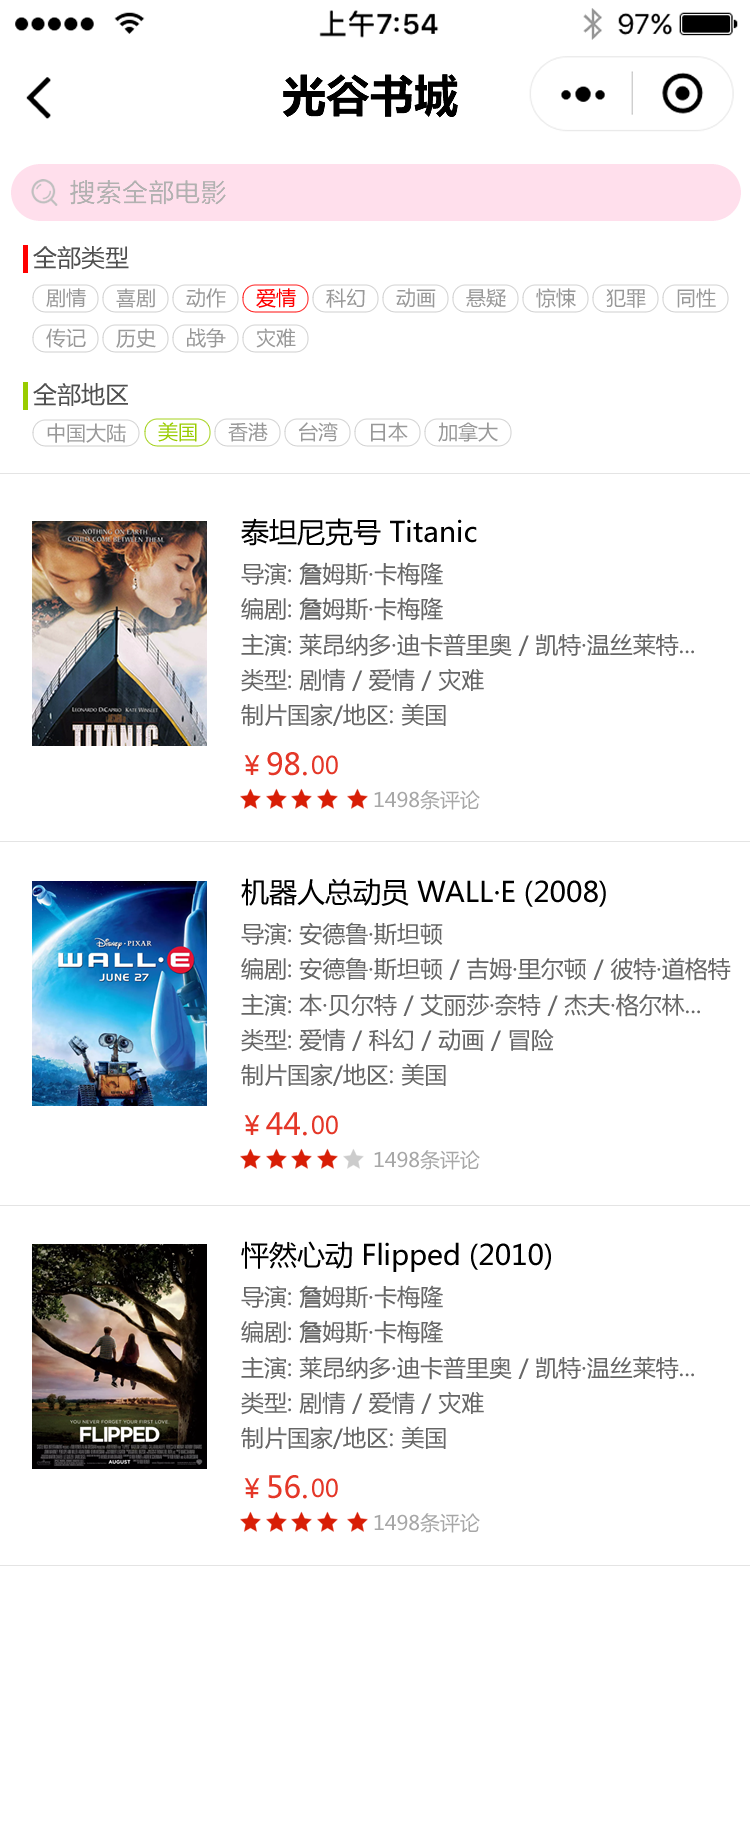 上午7:54
97%
光谷书城
搜索全部电影
全部类型
剧情 喜剧 动作 爱情 科幻 动画 悬疑 惊悚 犯罪 同性
传记 历史 战争 灾难
全部地区
中国大陆 美国 香港 台湾 日本 加拿大
NOTHING ON EARTH
COULD COME BETWEEN THEM.
LEONARDO DICAPRIO KATE WINSLET
TITANIC
泰坦尼克号 Titanic
导演: 詹姆斯·卡梅隆
编剧: 詹姆斯·卡梅隆
主演: 莱昂纳多·迪卡普里奥 / 凯特·温丝莱特...
类型: 剧情 / 爱情 / 灾难
制片国家/地区: 美国
¥98.00
1498条评论
DISNEY·PIXAR
WALL·E
JUNE 27
机器人总动员 WALL·E (2008)
导演: 安德鲁·斯坦顿
编剧: 安德鲁·斯坦顿 / 吉姆·里尔顿 / 彼特·道格特
主演: 本·贝尔特 / 艾丽莎·奈特 / 杰夫·格尔林...
类型: 爱情 / 科幻 / 动画 / 冒险
制片国家/地区: 美国
¥44.00
1498条评论
YOU NEVER FORGET YOUR FIRST LOVE.
FLIPPED
AUGUST
怦然心动 Flipped (2010)
导演: 詹姆斯·卡梅隆
编剧: 詹姆斯·卡梅隆
主演: 莱昂纳多·迪卡普里奥 / 凯特·温丝莱特...
类型: 剧情 / 爱情 / 灾难
制片国家/地区: 美国
¥56.00
1498条评论